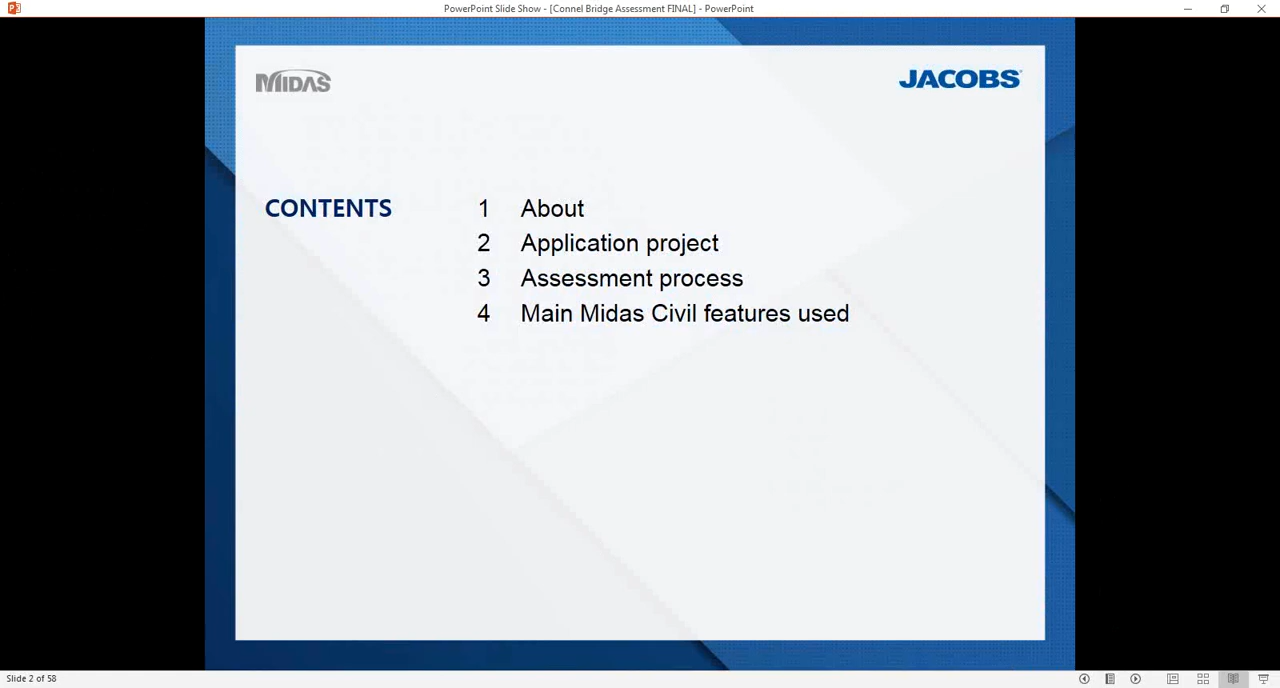 PowerPoint Slide Show - [Connel Bridge Assessment FINAL] - PowerPoint
MIDAS
JACOBS
CONTENTS
1 About
2 Application project
3 Assessment process
4 Main Midas Civil features used
Slide 2 of 58